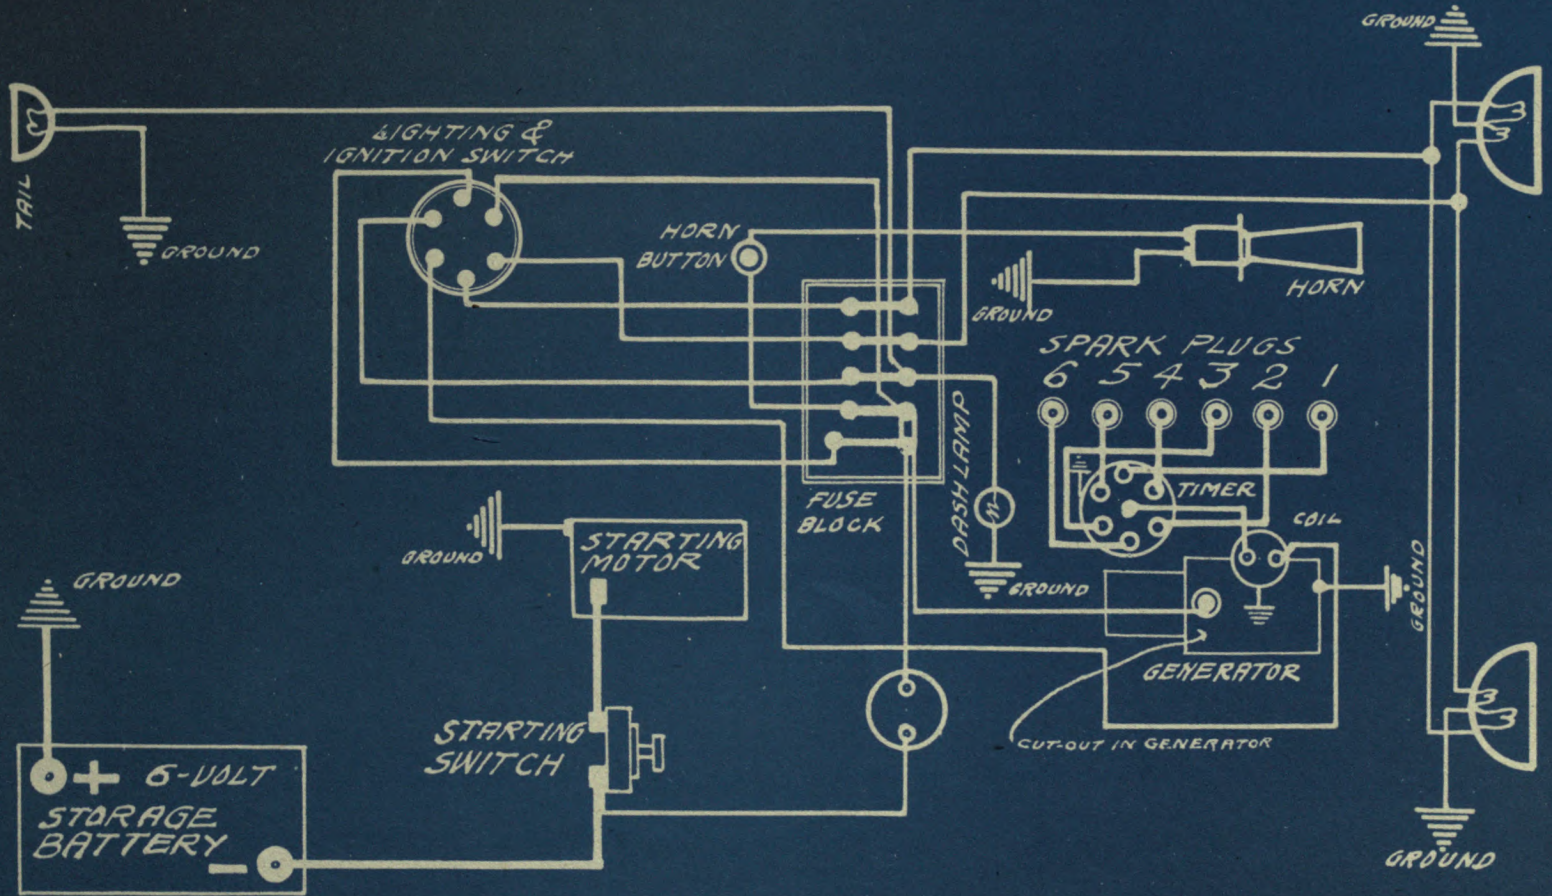 GROUND
LIGHTING &
IGNITION SWITCH
TAIL
GROUND
HORN
BUTTON
HORN
GROUND
SPARK PLUGS
6 5 4 3 2 1
DASH LAMP
FUSE
BLOCK
TIMER
COIL
GROUND
STARTING
MOTOR
GROUND
GROUND
GROUND
GENERATOR
STARTING
SWITCH
CUT-OUT IN GENERATOR
+ 6-VOLT
STORAGE
BATTERY
-
GROUND